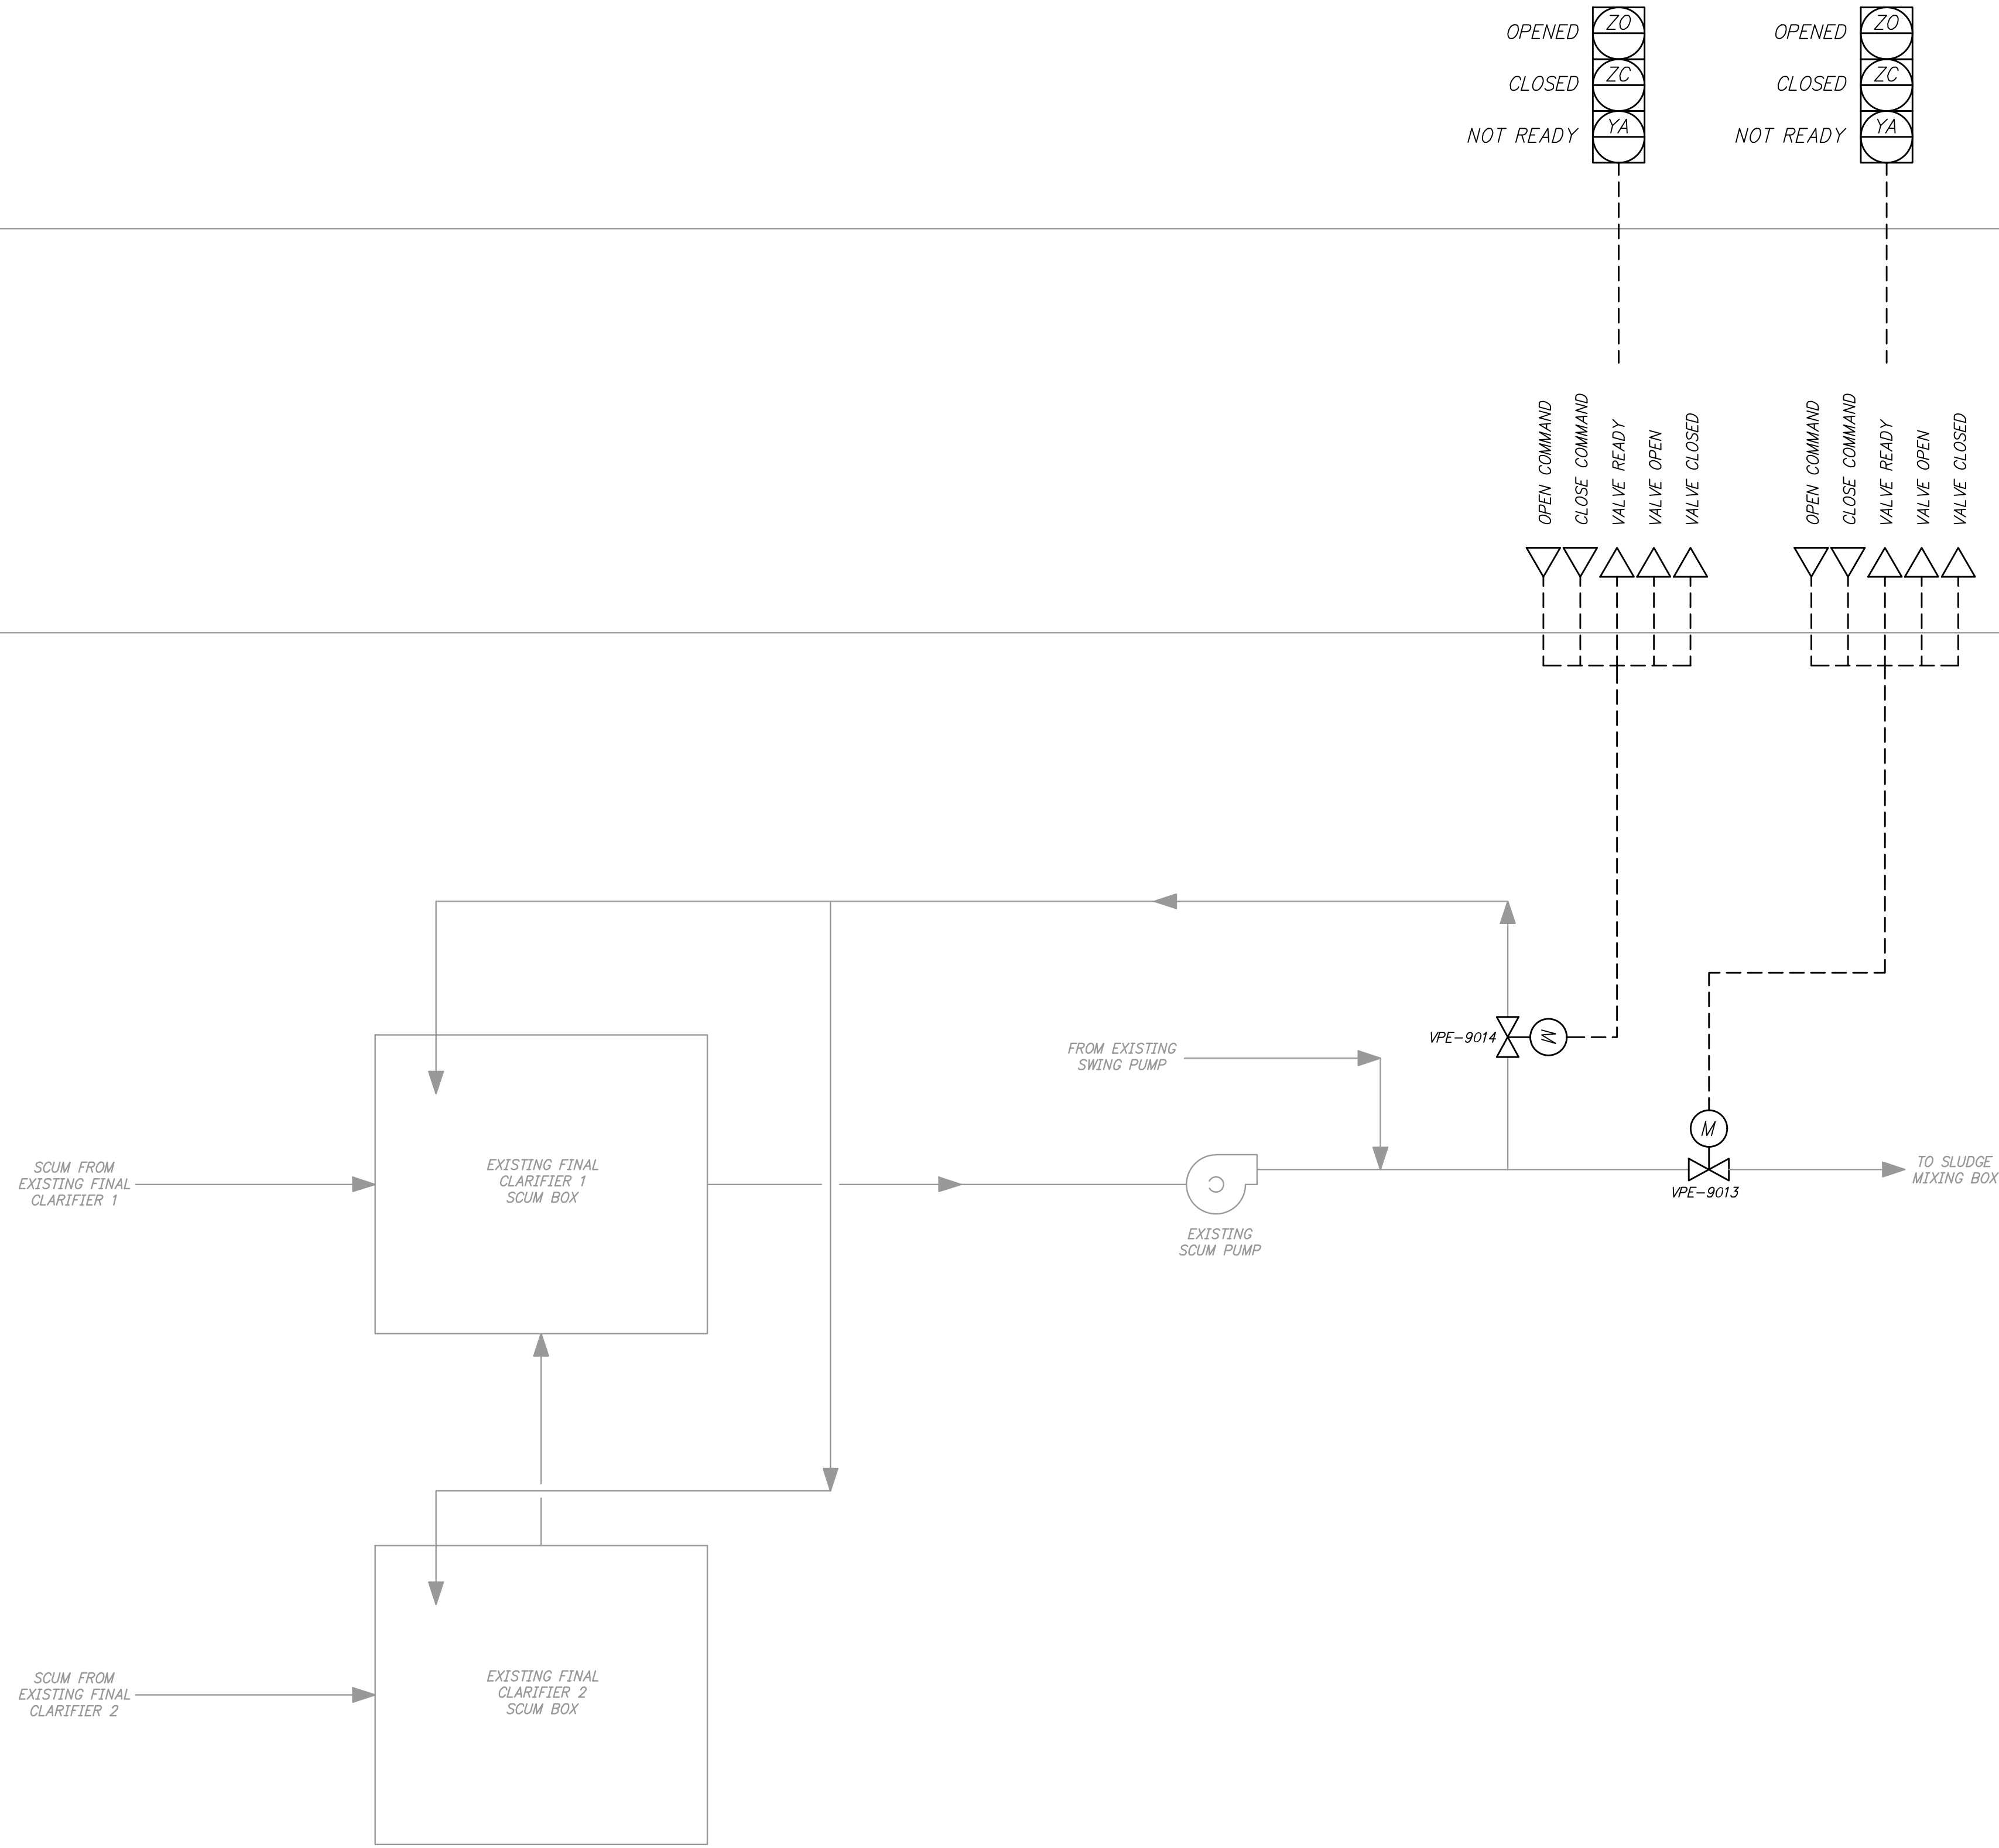 OPENED
ZO
OPENED
ZO
CLOSED
ZC
CLOSED
ZC
NOT READY
YA
NOT READY
YA
OPEN COMMAND
CLOSE COMMAND
VALVE READY
VALVE OPEN
VALVE CLOSED
OPEN COMMAND
CLOSE COMMAND
VALVE READY
VALVE OPEN
VALVE CLOSED
VPE-9014
M
FROM EXISTING
SWING PUMP
M
VPE-9013
TO SLUDGE
MIXING BOX
SCUM FROM
EXISTING FINAL
CLARIFIER 1
EXISTING FINAL
CLARIFIER 1
SCUM BOX
EXISTING
SCUM PUMP
SCUM FROM
EXISTING FINAL
CLARIFIER 2
EXISTING FINAL
CLARIFIER 2
SCUM BOX